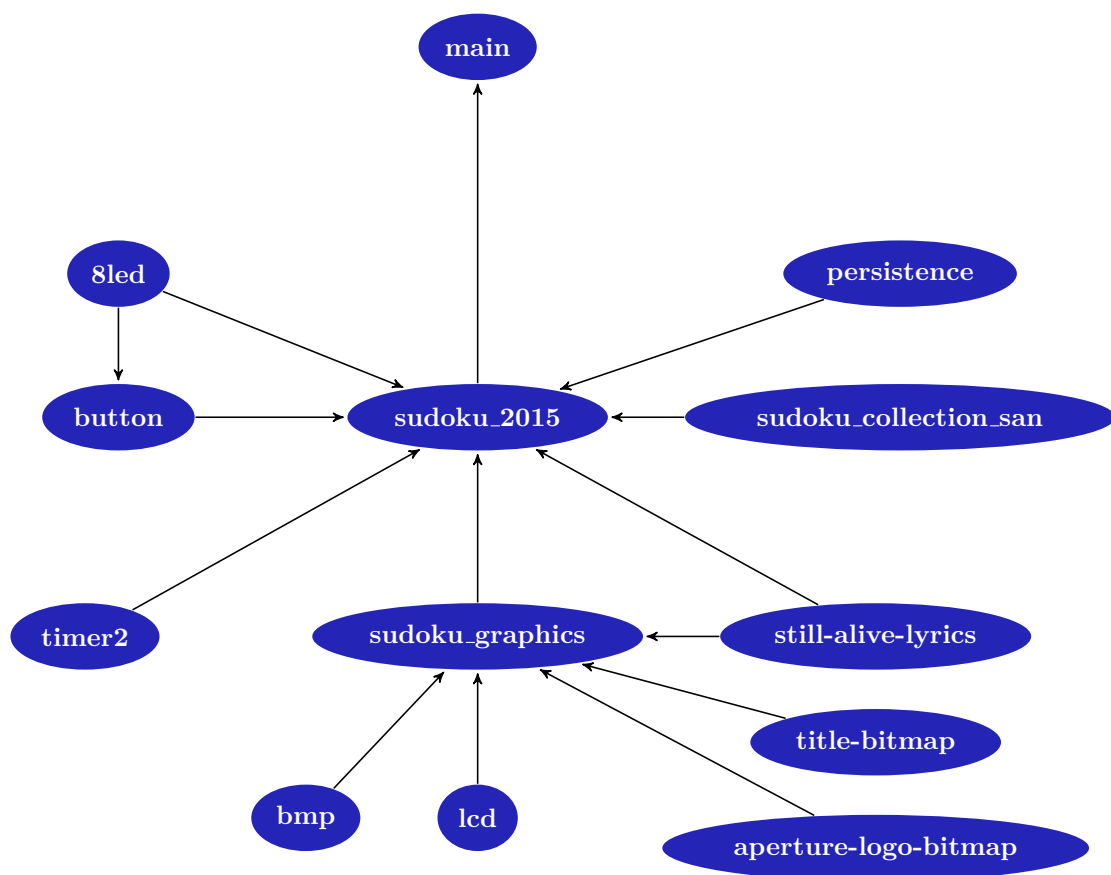 main
8led
persistence
button
sudoku_2015
sudoku_collection_san
timer2
sudoku_graphics
still-alive-lyrics
title-bitmap
bmp
lcd
aperture-logo-bitmap